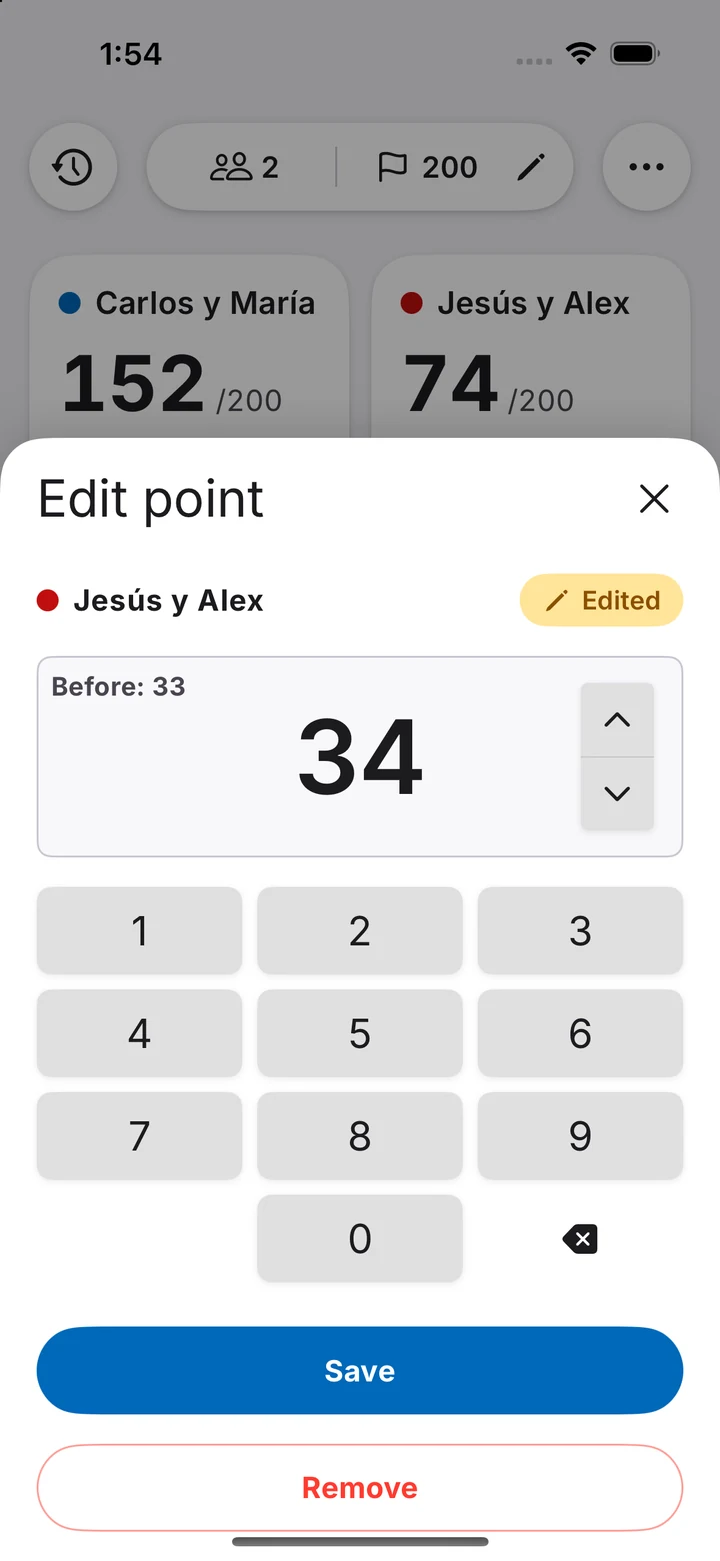 1:54
2 200
Carlos y María Jesús y Alex
152 /200 74 /200
Edit point
Jesús y Alex Edited
Before: 33
34
1 2 3
4 5 6
7 8 9
0
Save
Remove